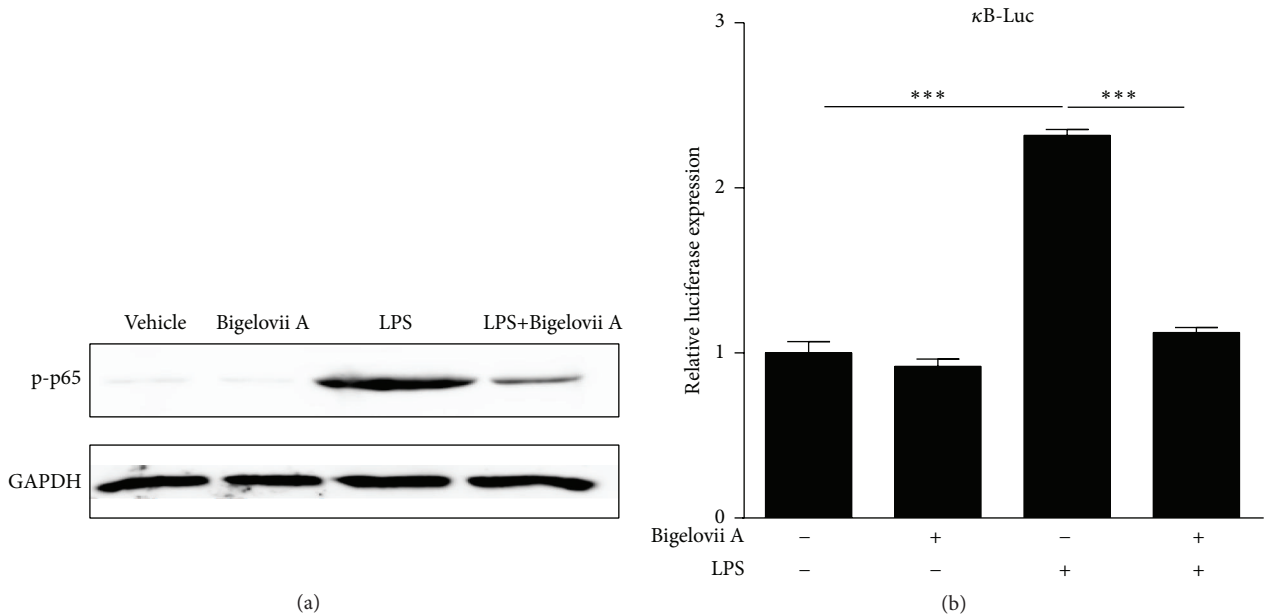 Vehicle Bigelovii A LPS LPS+Bigelovii A
p-p65
GAPDH
(a)
κB-Luc
Relative luciferase expression
3
2
1
0
*** ***
Bigelovii A − + − +
LPS − − + +
(b)